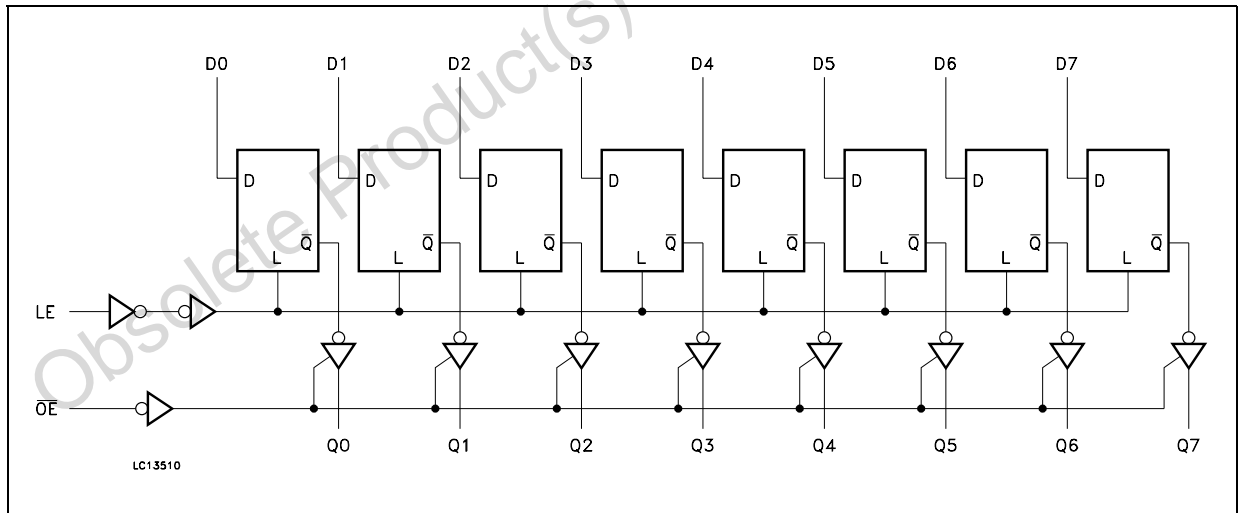 Obsolete Product(s)
D0 D1 D2 D3 D4 D5 D6 D7
D D D D D D D D
Q̅ Q̅ Q̅ Q̅ Q̅ Q̅ Q̅ Q̅
L L L L L L L L
LE
O̅E̅
Q0 Q1 Q2 Q3 Q4 Q5 Q6 Q7
LC13510